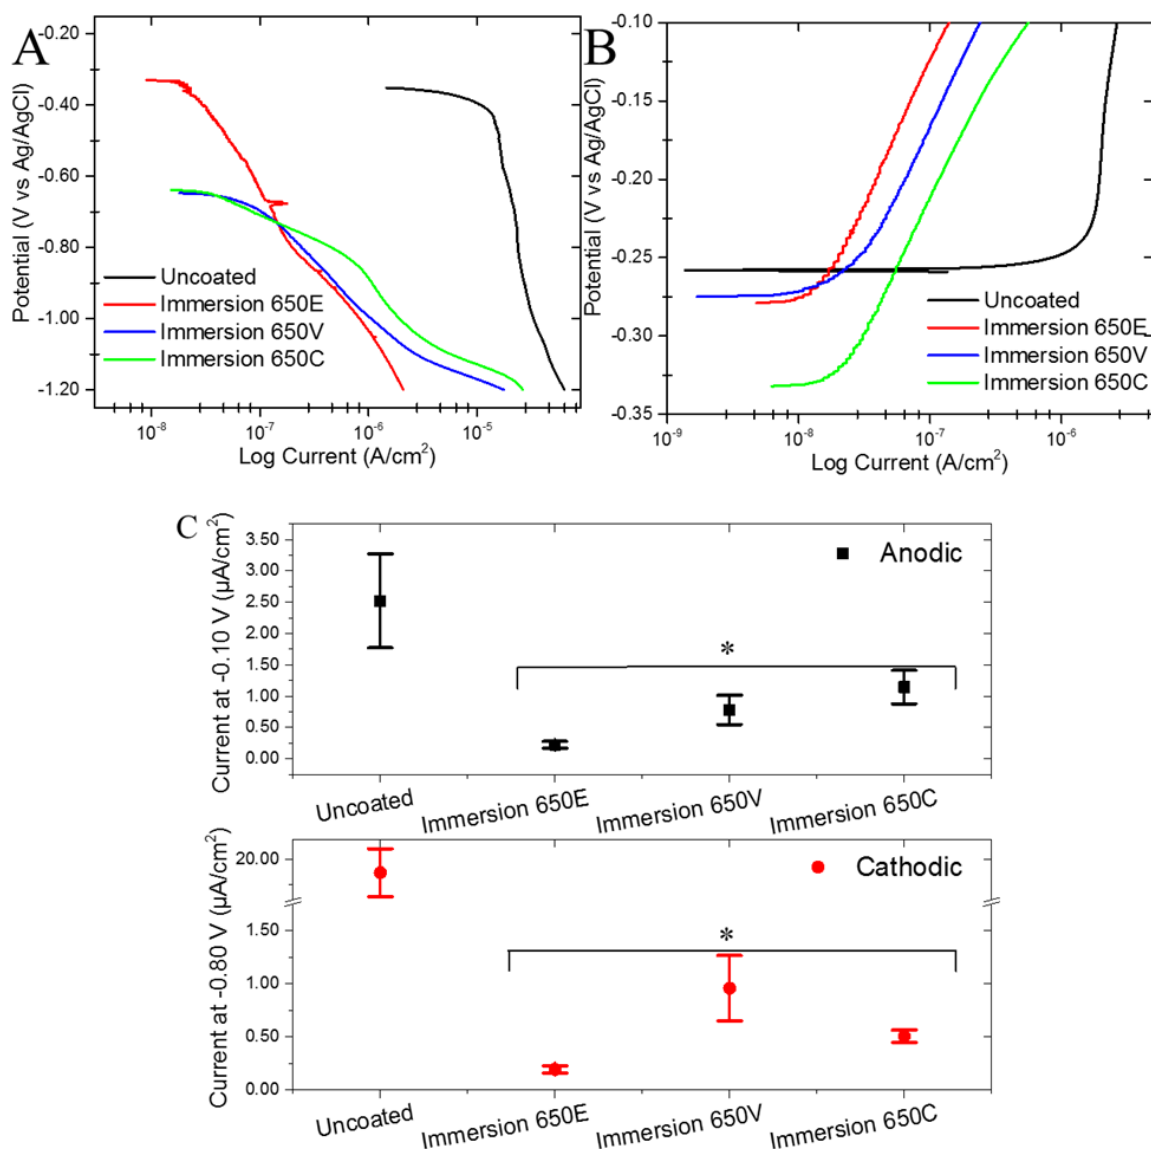 A
-0.20
-0.40
-0.60
-0.80
-1.00
-1.20
Potential (V vs Ag/AgCl)
Uncoated
Immersion 650E
Immersion 650V
Immersion 650C
10⁻⁸ 10⁻⁷ 10⁻⁶ 10⁻⁵
Log Current (A/cm²)
B
-0.10
-0.15
-0.20
-0.25
-0.30
-0.35
Potential (V vs Ag/AgCl)
Uncoated
Immersion 650E
Immersion 650V
Immersion 650C
10⁻⁹ 10⁻⁸ 10⁻⁷ 10⁻⁶
Log Current (A/cm²)
C
Current at -0.10 V (µA/cm²)
3.50
3.00
2.50
2.00
1.50
1.00
0.50
0.00
Anodic
*
Uncoated Immersion 650E Immersion 650V Immersion 650C
Current at -0.80 V (µA/cm²)
20.00
1.50
1.00
0.50
0.00
Cathodic
*
Uncoated Immersion 650E Immersion 650V Immersion 650C